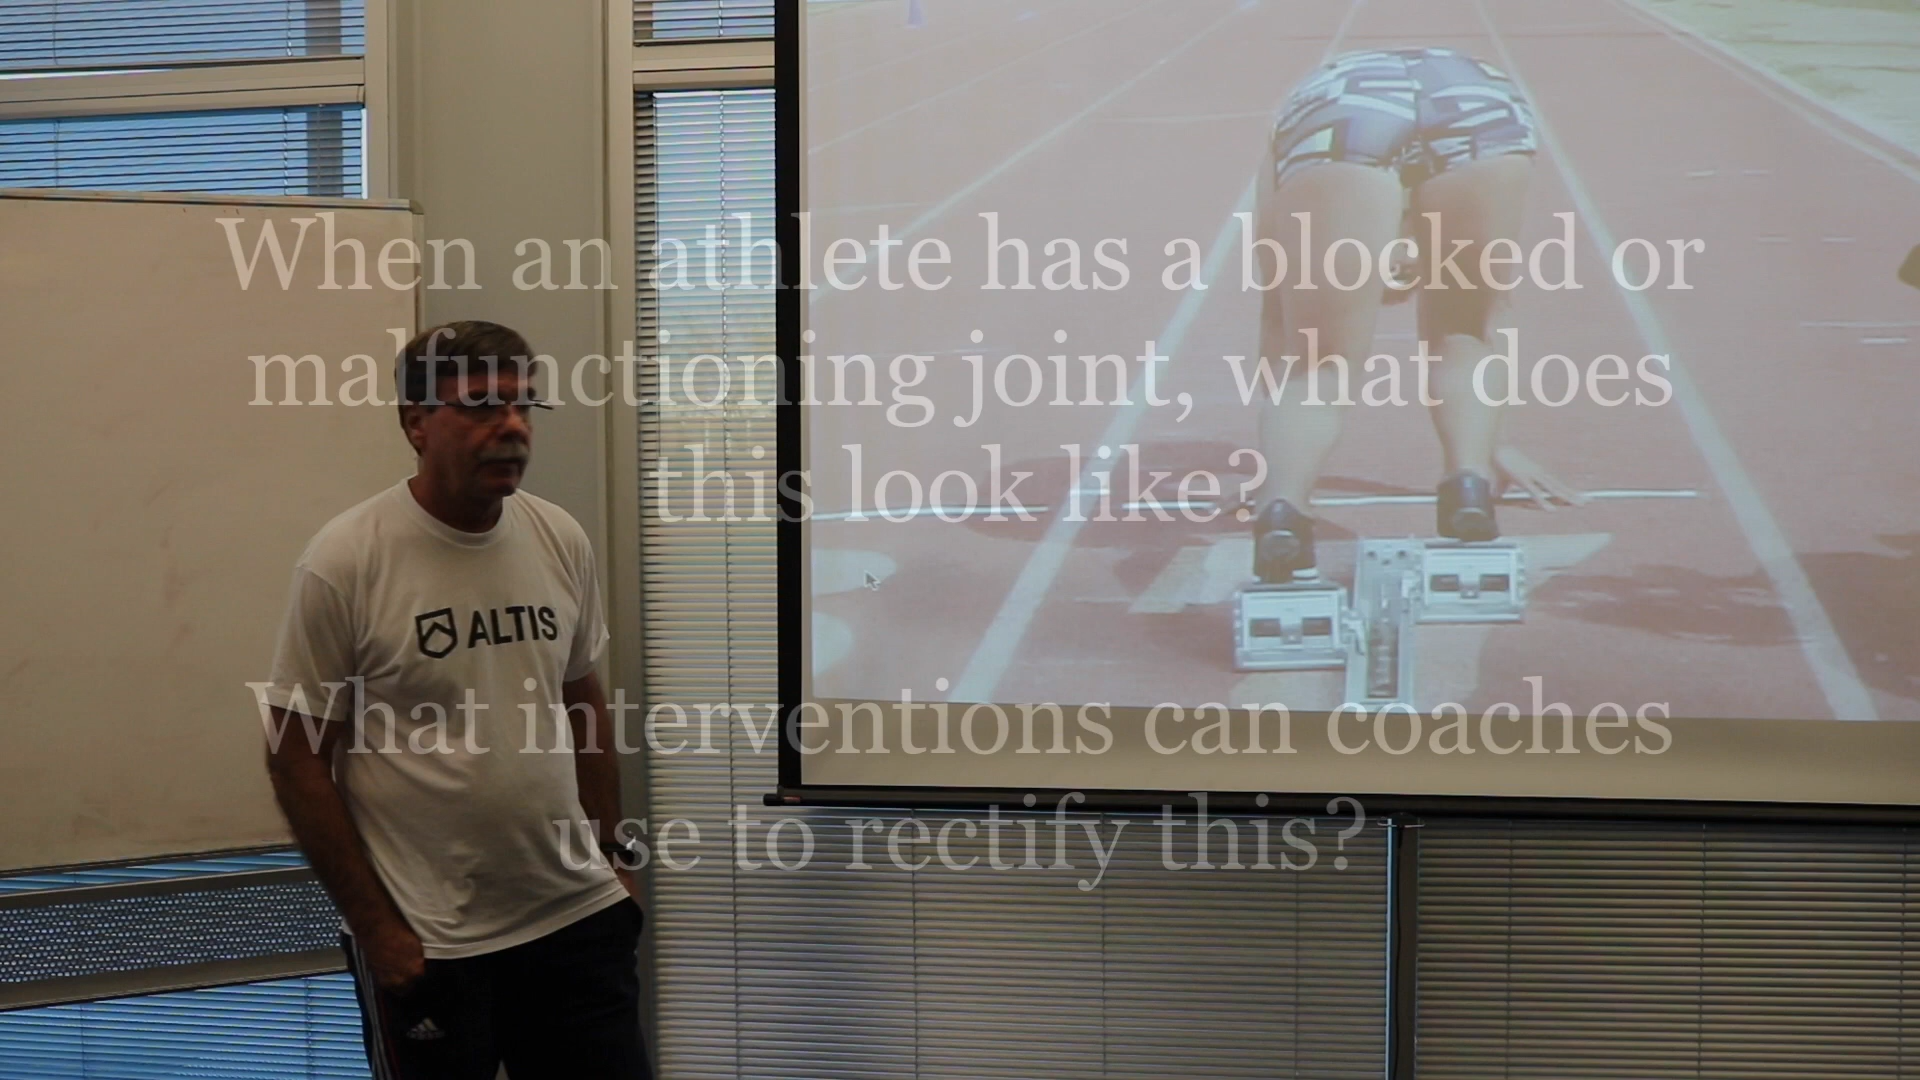 When an athlete has a blocked or
malfunctioning joint, what does
this look like?
ALTIS
What interventions can coaches
use to rectify this?